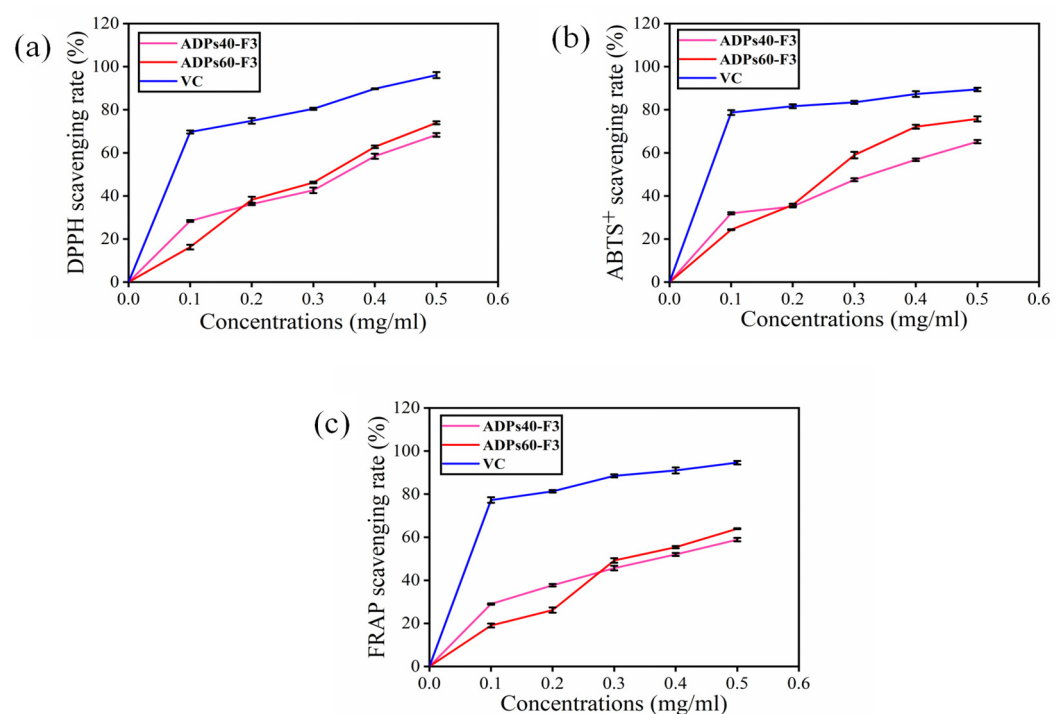 (a)
DPPH scavenging rate (%)
120
100
80
60
40
20
0
ADPs40-F3
ADPs60-F3
VC
0.0 0.1 0.2 0.3 0.4 0.5 0.6
Concentrations (mg/ml)
(b)
ABTS⁺ scavenging rate (%)
120
100
80
60
40
20
0
ADPs40-F3
ADPs60-F3
VC
0.0 0.1 0.2 0.3 0.4 0.5 0.6
Concentrations (mg/ml)
(c)
FRAP scavenging rate (%)
120
100
80
60
40
20
0
ADPs40-F3
ADPs60-F3
VC
0.0 0.1 0.2 0.3 0.4 0.5 0.6
Concentrations (mg/ml)